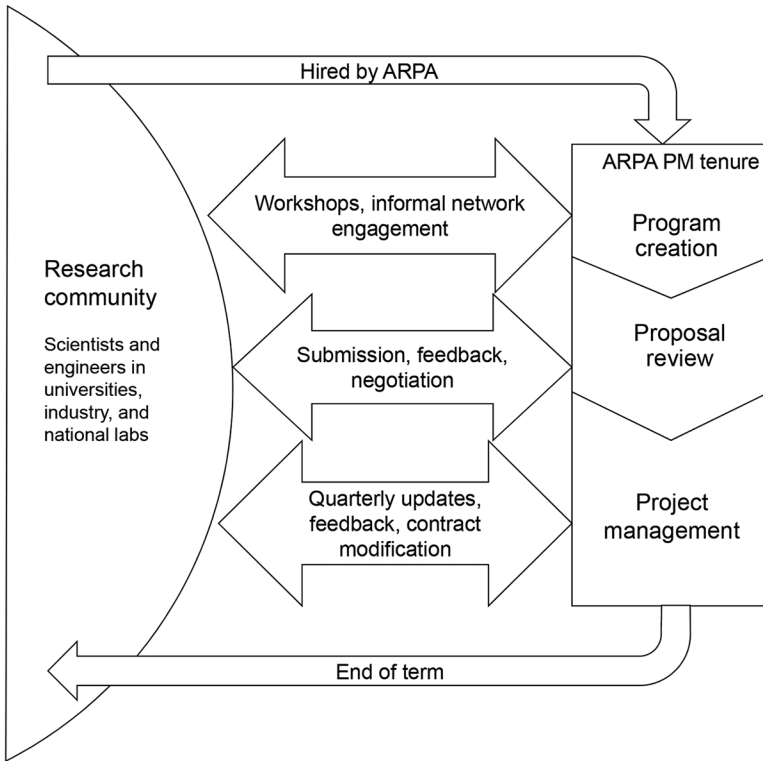 Hired by ARPA
ARPA PM tenure
Workshops, informal network
engagement
Program
creation
Research
community
Scientists and
engineers in
universities,
industry, and
national labs
Submission, feedback,
negotiation
Proposal
review
Quarterly updates,
feedback, contract
modification
Project
management
End of term